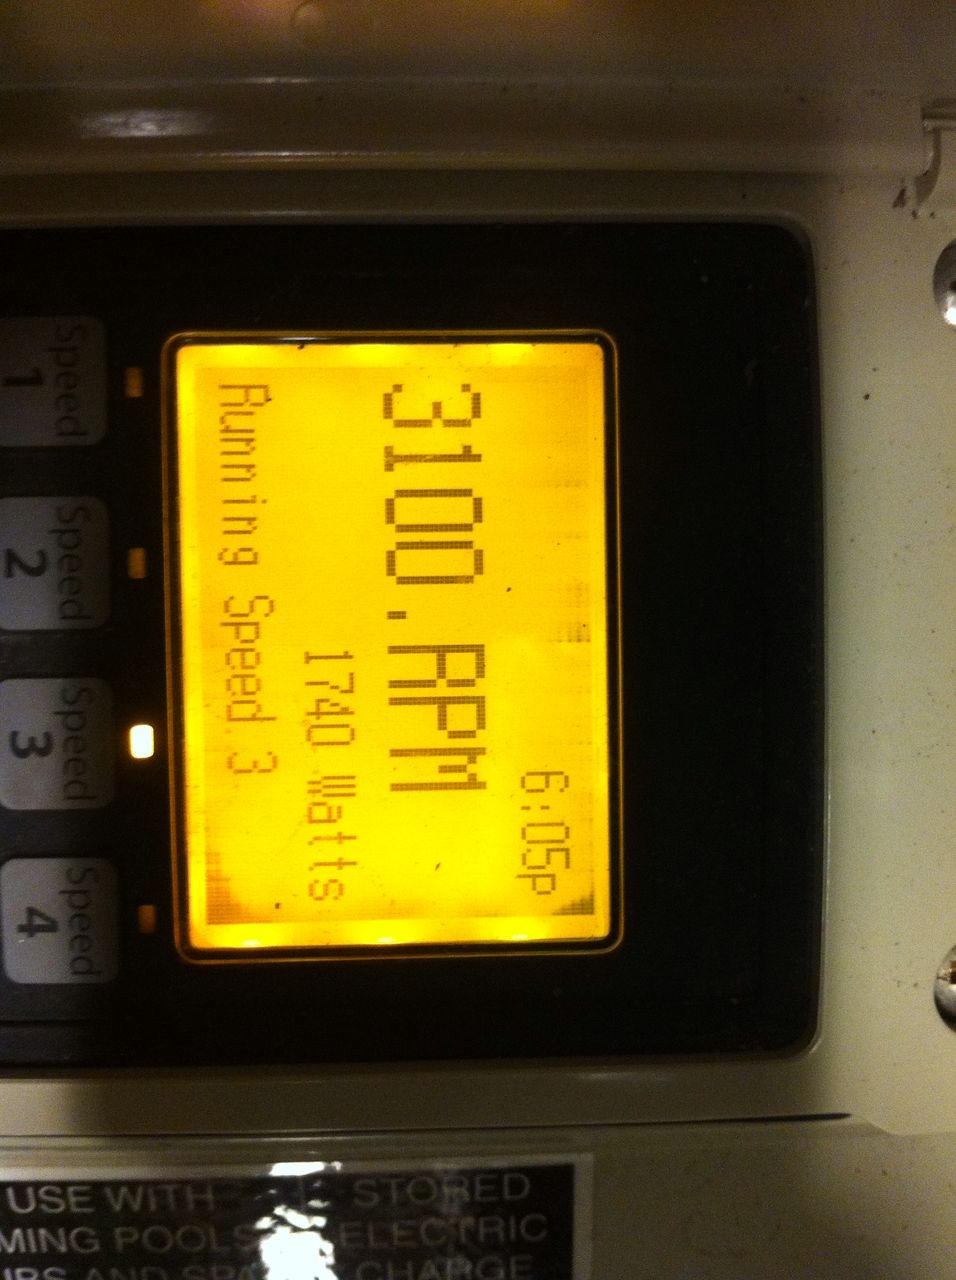 6:05p
3100.RPM
1740 Watts
Running Speed 3
Speed 1
Speed 2
Speed 3
Speed 4
USE WITH STORED
MING POOLS ELECTRIC
AND CHARGE